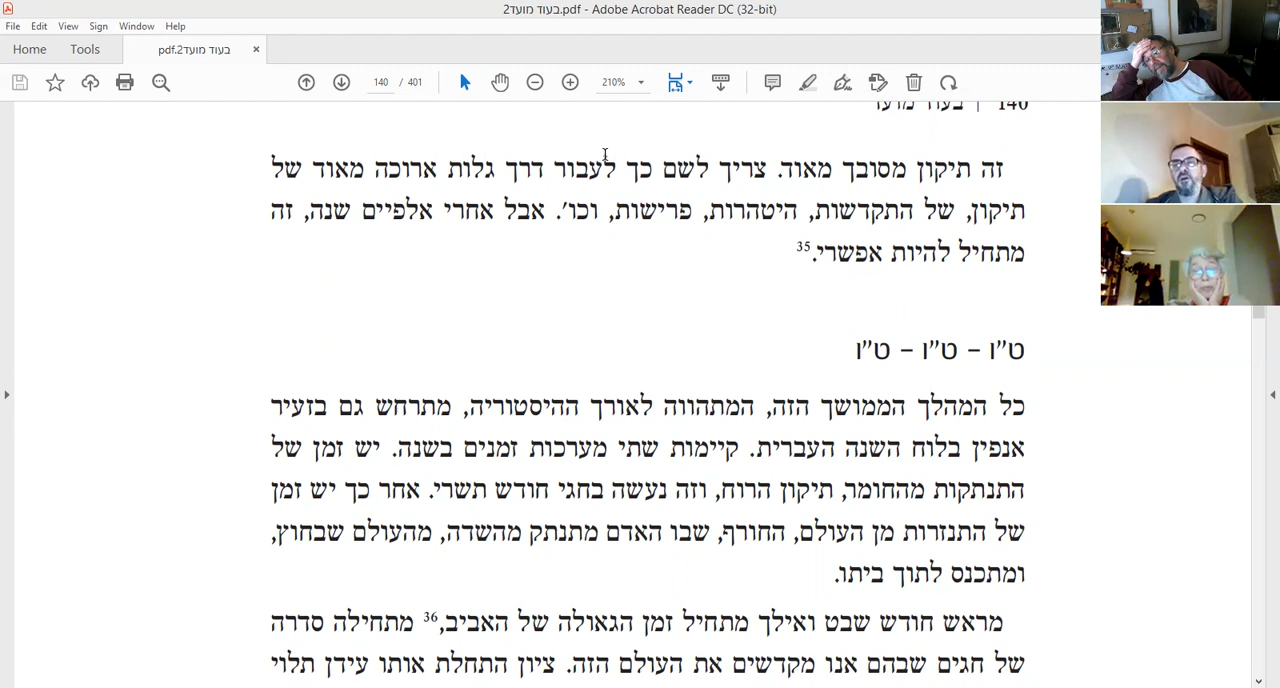 בעוד מועד2.pdf - Adobe Acrobat Reader DC (32-bit)
File Edit View Sign Window Help
Home Tools בעוד מועד2.pdf ×
140 / 401 210%
140 | בעוד מועד
זה תיקון מסובך מאוד. צריך לשם כך לעבור דרך גלות ארוכה מאוד של
תיקון, של התקדשות, היטהרות, פרישות, וכו׳. אבל אחרי אלפיים שנה, זה
מתחיל להיות אפשרי.35
ט״ו – ט״ו – ט״ו
כל המהלך הממושך הזה, המתהווה לאורך ההיסטוריה, מתרחש גם בזעיר
אנפין בלוח השנה העברית. קיימות שתי מערכות זמנים בשנה. יש זמן של
התנתקות מהחומר, תיקון הרוח, וזה נעשה בחגי חודש תשרי. אחר כך יש זמן
של התנזרות מן העולם, החורף, שבו האדם מתנתק מהשדה, מהעולם שבחוץ,
ומתכנס לתוך ביתו.
מראש חודש שבט ואילך מתחיל זמן הגאולה של האביב,36 מתחילה סדרה
של חגים שבהם אנו מקדשים את העולם הזה. ציון התחלת אותו עידן תלוי